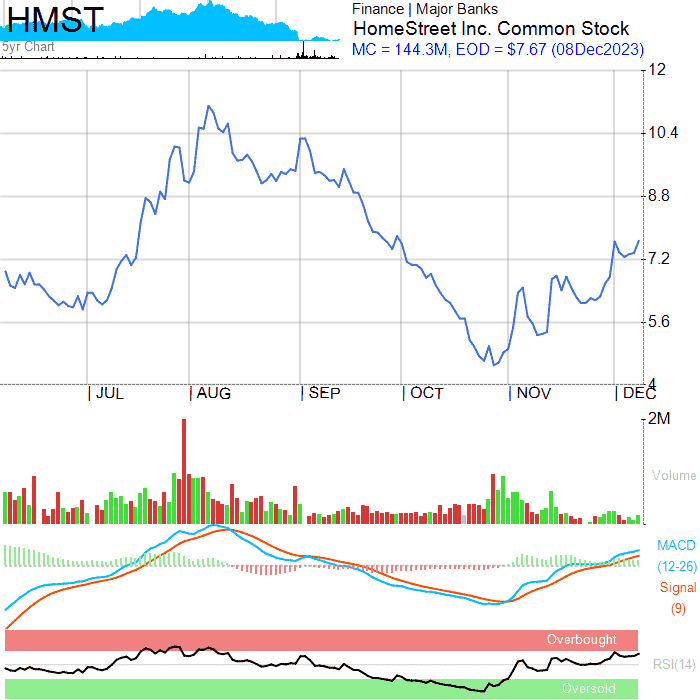 HMST
5yr Chart
Finance | Major Banks
HomeStreet Inc. Common Stock
MC = 144.3M, EOD = $7.67 (08Dec2023)
12
10.4
8.8
7.2
5.6
4
JUL AUG SEP OCT NOV DEC
2M
Volume
MACD
(12-26)
Signal
(9)
Overbought
RSI(14)
Oversold